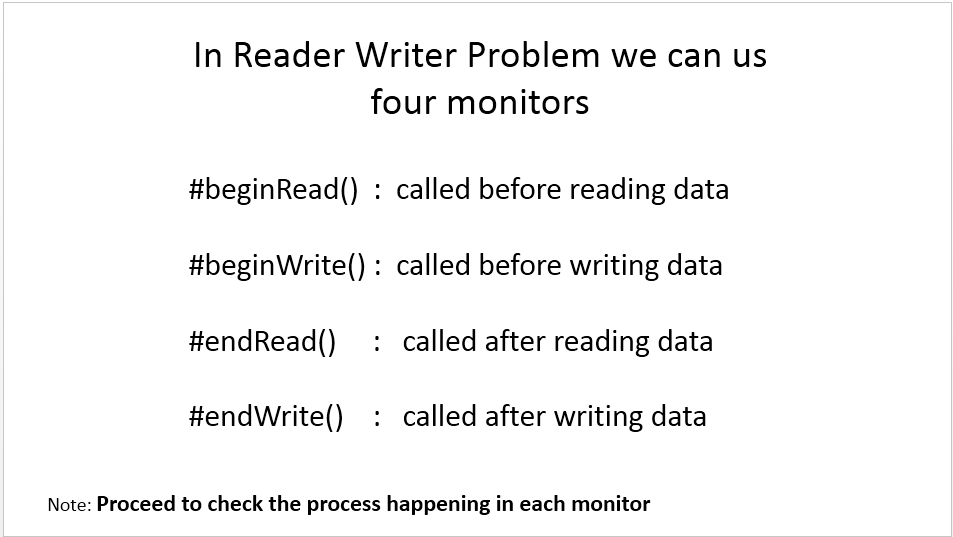 In Reader Writer Problem we can us
four monitors
#beginRead() : called before reading data
#beginWrite() : called before writing data
#endRead() : called after reading data
#endWrite() : called after writing data
Note: Proceed to check the process happening in each monitor